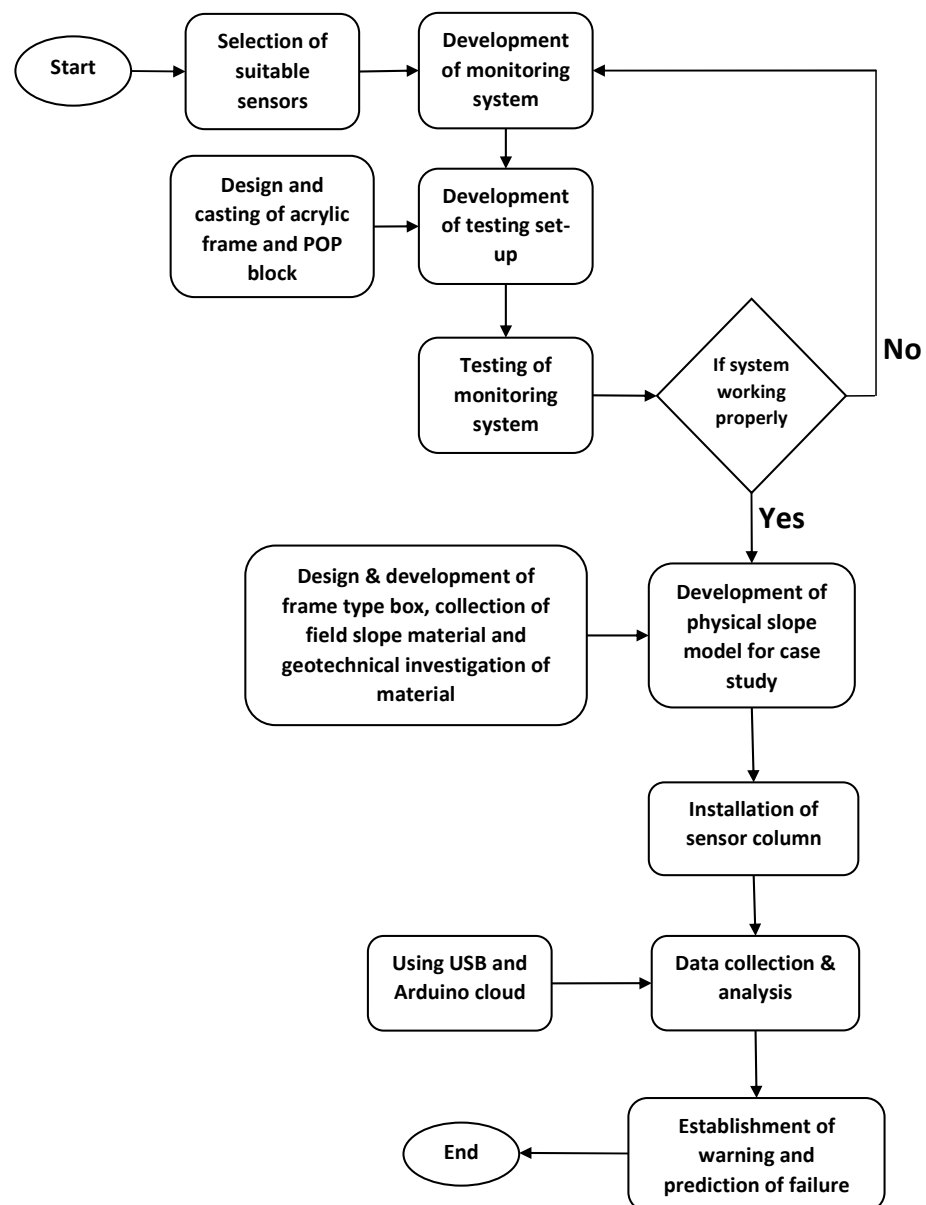 Start
Selection of
suitable
sensors
Development
of monitoring
system
Design and
casting of acrylic
frame and POP
block
Development
of testing set-
up
Testing of
monitoring
system
If system
working
properly
No
Yes
Design & development of
frame type box, collection of
field slope material and
geotechnical investigation of
material
Development of
physical slope
model for case
study
Installation of
sensor column
Using USB and
Arduino cloud
Data collection &
analysis
Establishment of
warning and
prediction of failure
End